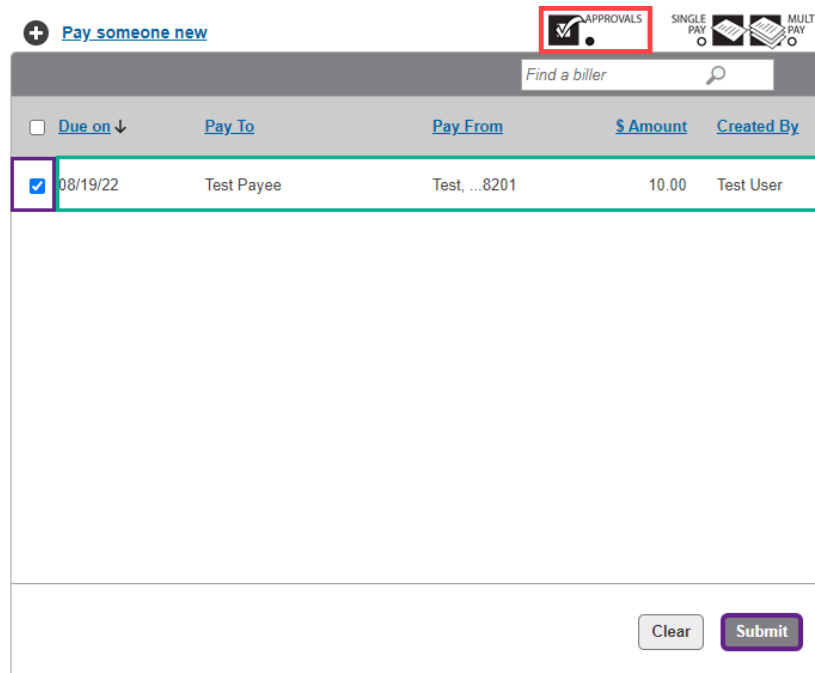 Pay someone new
APPROVALS
SINGLE PAY
MULT PAY
Find a biller
Due on Pay To Pay From $ Amount Created By
08/19/22 Test Payee Test, ...8201 10.00 Test User
Clear Submit